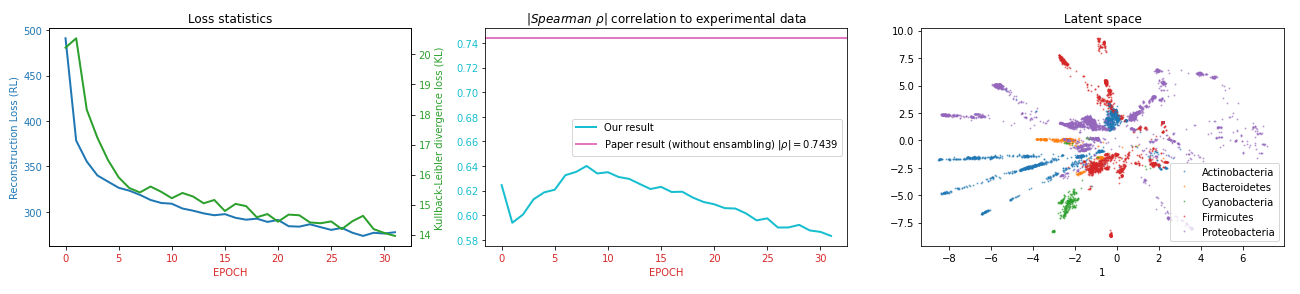 Loss statistics
500
450
400
350
300
Reconstruction Loss (RL)
20
19
18
17
16
15
14
Kullback-Leibler divergence loss (KL)
0 5 10 15 20 25 30
EPOCH
|Spearman ρ| correlation to experimental data
0.74
0.72
0.70
0.68
0.66
0.64
0.62
0.60
0.58
Our result
Paper result (without ensambling) |ρ| = 0.7439
0 5 10 15 20 25 30
EPOCH
Latent space
10.0
7.5
5.0
2.5
0.0
−2.5
−5.0
−7.5
Actinobacteria
Bacteroidetes
Cyanobacteria
Firmicutes
Proteobacteria
−8 −6 −4 −2 0 2 4 6
1